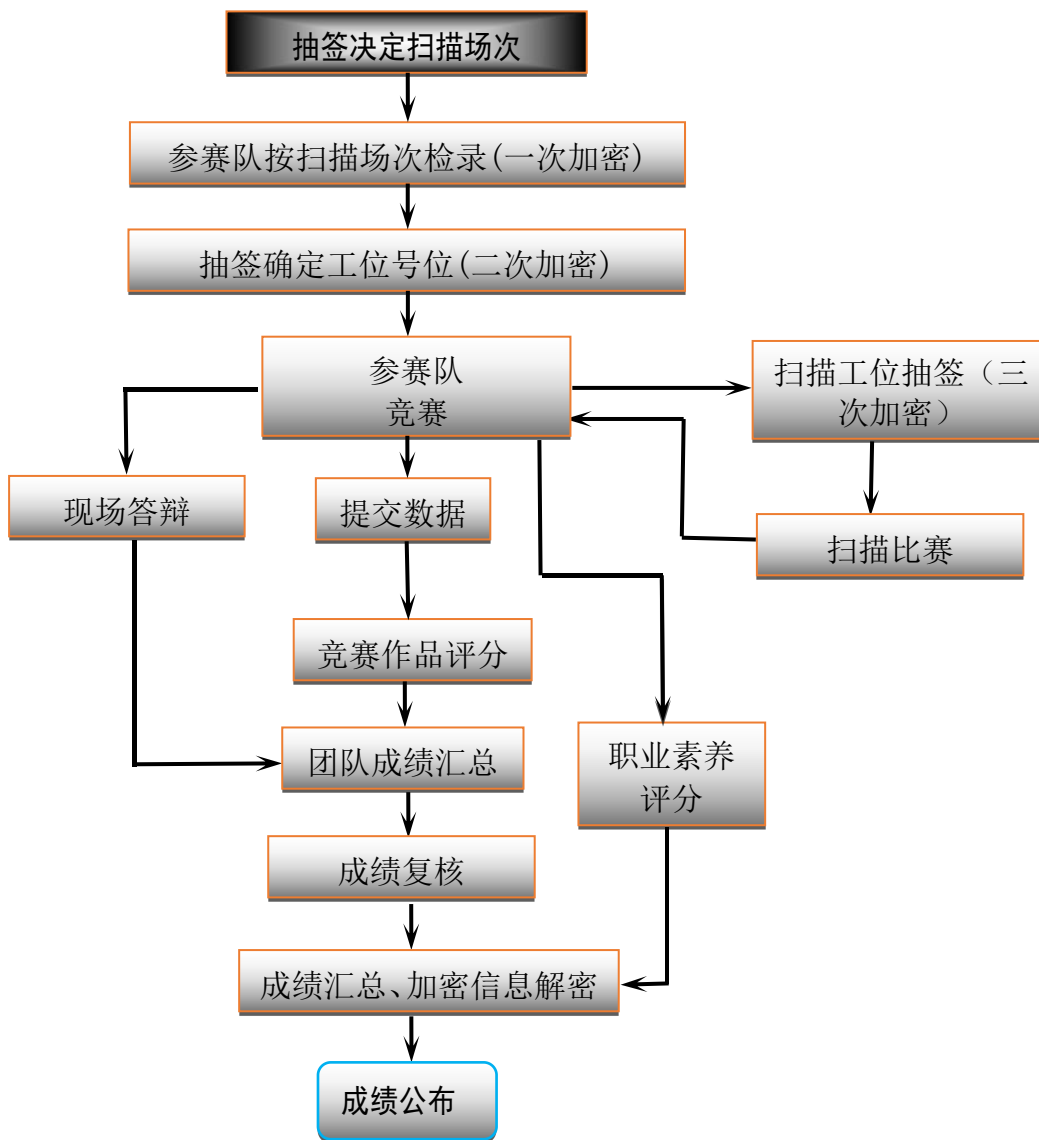 抽签决定扫描场次
参赛队按扫描场次检录(一次加密)
抽签确定工位号位(二次加密)
参赛队
竞赛
扫描工位抽签（三
次加密）
现场答辩
提交数据
扫描比赛
竞赛作品评分
团队成绩汇总
职业素养
评分
成绩复核
成绩汇总、加密信息解密
成绩公布